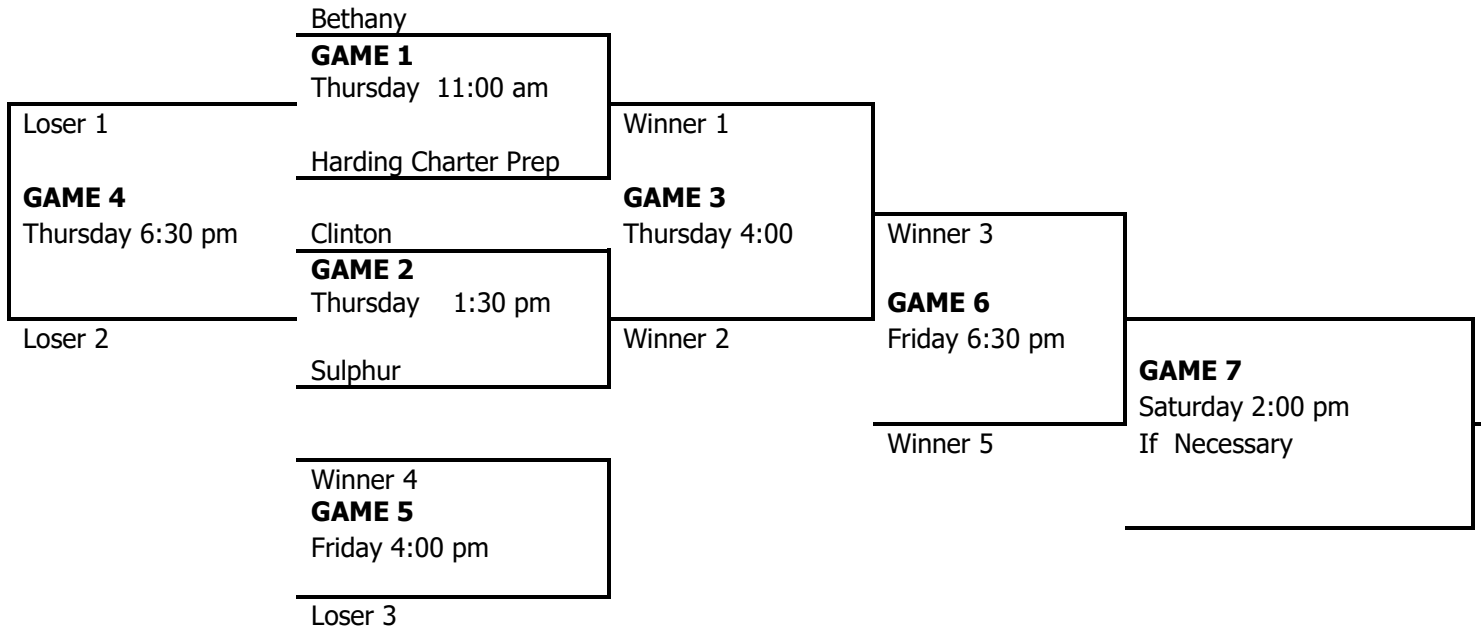 Bethany
GAME 1
Thursday 11:00 am
Loser 1
Winner 1
Harding Charter Prep
GAME 4
GAME 3
Thursday 6:30 pm
Clinton
Thursday 4:00
Winner 3
GAME 2
Thursday 1:30 pm
GAME 6
Loser 2
Winner 2
Friday 6:30 pm
Sulphur
GAME 7
Saturday 2:00 pm
Winner 5
If Necessary
Winner 4
GAME 5
Friday 4:00 pm
Loser 3